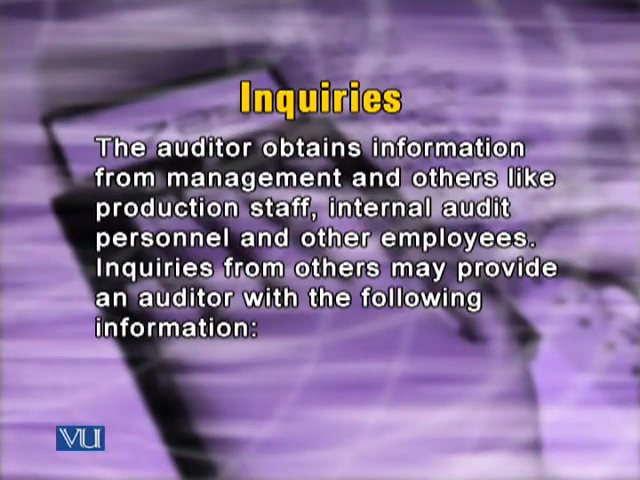 Inquiries
The auditor obtains information
from management and others like
production staff, internal audit
personnel and other employees.
Inquiries from others may provide
an auditor with the following
information:
VU